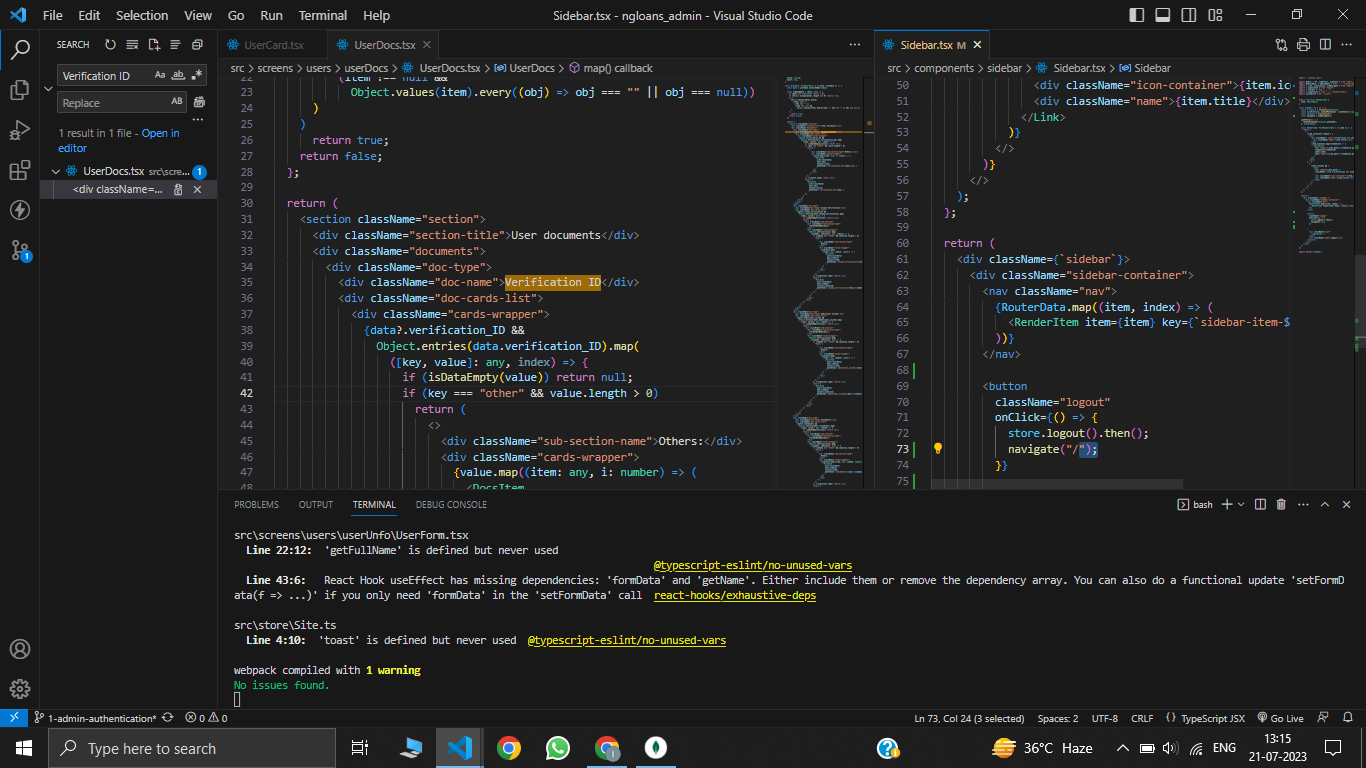 File Edit Selection View Go Run Terminal Help
Sidebar.tsx - ngloans_admin - Visual Studio Code
SEARCH
Verification ID
Aa ab
Replace
AB
1 result in 1 file - Open in
editor
UserDocs.tsx src\scre... 1
<div className=...
1
UserCard.tsx
UserDocs.tsx
src > screens > users > userDocs > UserDocs.tsx > UserDocs > map() callback
22 (item !== null &&
23 Object.values(item).every((obj) => obj === "" || obj === null))
24 )
25 )
26 return true;
27 return false;
28 };
29
30 return (
31 <section className="section">
32 <div className="section-title">User documents</div>
33 <div className="documents">
34 <div className="doc-type">
35 <div className="doc-name">Verification ID</div>
36 <div className="doc-cards-list">
37 <div className="cards-wrapper">
38 {data?.verification_ID &&
39 Object.entries(data.verification_ID).map(
40 ([key, value]: any, index) => {
41 if (isDataEmpty(value)) return null;
42 if (key === "other" && value.length > 0)
43 return (
44 <>
45 <div className="sub-section-name">Others:</div>
46 <div className="cards-wrapper">
47 {value.map((item: any, i: number) => (
48 <DocsItem
Sidebar.tsx M
src > components > sidebar > Sidebar.tsx > Sidebar
50 <div className="icon-container">{item.ic
51 <div className="name">{item.title}</div>
52 </Link>
53 )}
54 </>
55 )}
56 </>
57 );
58 };
59
60 return (
61 <div className={`sidebar`}>
62 <div className="sidebar-container">
63 <nav className="nav">
64 {RouterData.map((item, index) => (
65 <RenderItem item={item} key={`sidebar-item-$
66 ))}
67 </nav>
68
69 <button
70 className="logout"
71 onClick={() => {
72 store.logout().then();
73 navigate("/");
74 }}
75
PROBLEMS OUTPUT TERMINAL DEBUG CONSOLE
bash
src\screens\users\userUnfo\UserForm.tsx
Line 22:12: 'getFullName' is defined but never used
@typescript-eslint/no-unused-vars
Line 43:6: React Hook useEffect has missing dependencies: 'formData' and 'getName'. Either include them or remove the dependency array. You can also do a functional update 'setFormD
ata(f => ...)' if you only need 'formData' in the 'setFormData' call react-hooks/exhaustive-deps
src\store\Site.ts
Line 4:10: 'toast' is defined but never used @typescript-eslint/no-unused-vars
webpack compiled with 1 warning
No issues found.
1-admin-authentication* 0 0
Ln 73, Col 24 (3 selected) Spaces: 2 UTF-8 CRLF {} TypeScript JSX Go Live
Type here to search
36°C Haze
ENG
13:15
21-07-2023